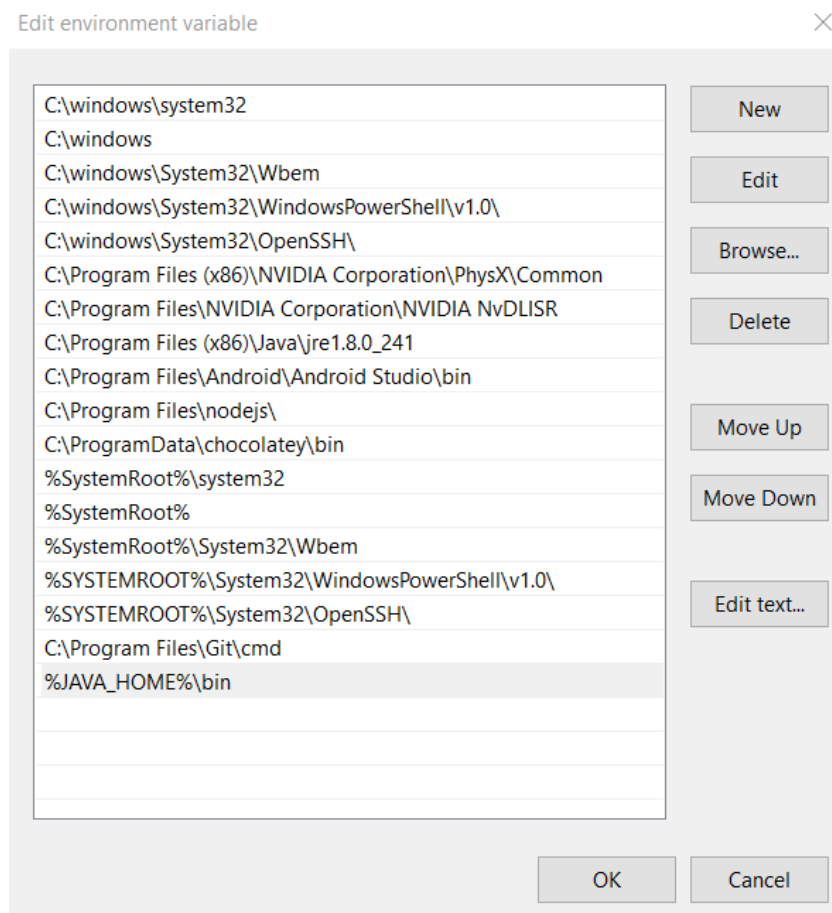 Edit environment variable
C:\windows\system32
C:\windows
C:\windows\System32\Wbem
C:\windows\System32\WindowsPowerShell\v1.0\
C:\windows\System32\OpenSSH\
C:\Program Files (x86)\NVIDIA Corporation\PhysX\Common
C:\Program Files\NVIDIA Corporation\NVIDIA NvDLISR
C:\Program Files (x86)\Java\jre1.8.0_241
C:\Program Files\Android\Android Studio\bin
C:\Program Files\nodejs\
C:\ProgramData\chocolatey\bin
%SystemRoot%\system32
%SystemRoot%
%SystemRoot%\System32\Wbem
%SYSTEMROOT%\System32\WindowsPowerShell\v1.0\
%SYSTEMROOT%\System32\OpenSSH\
C:\Program Files\Git\cmd
%JAVA_HOME%\bin
New
Edit
Browse...
Delete
Move Up
Move Down
Edit text...
OK
Cancel